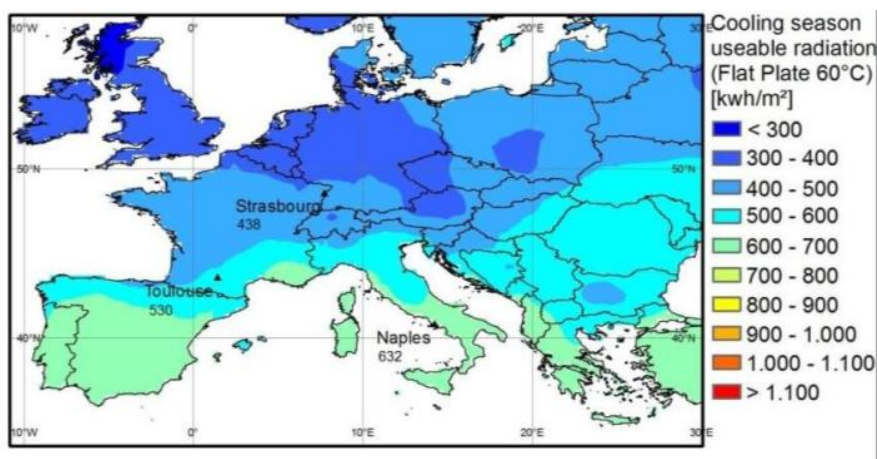 10°W 0° 10°E 20°E 30°E
Cooling season
useable radiation
(Flat Plate 60°C)
[kwh/m²]
< 300
300 - 400
400 - 500
500 - 600
600 - 700
700 - 800
800 - 900
900 - 1.000
1.000 - 1.100
> 1.100
50°N 50°N
Strasbourg
438
Toulouse
530
Naples
632
40°N 40°N
10°W 0° 10°E 20°E 30°E